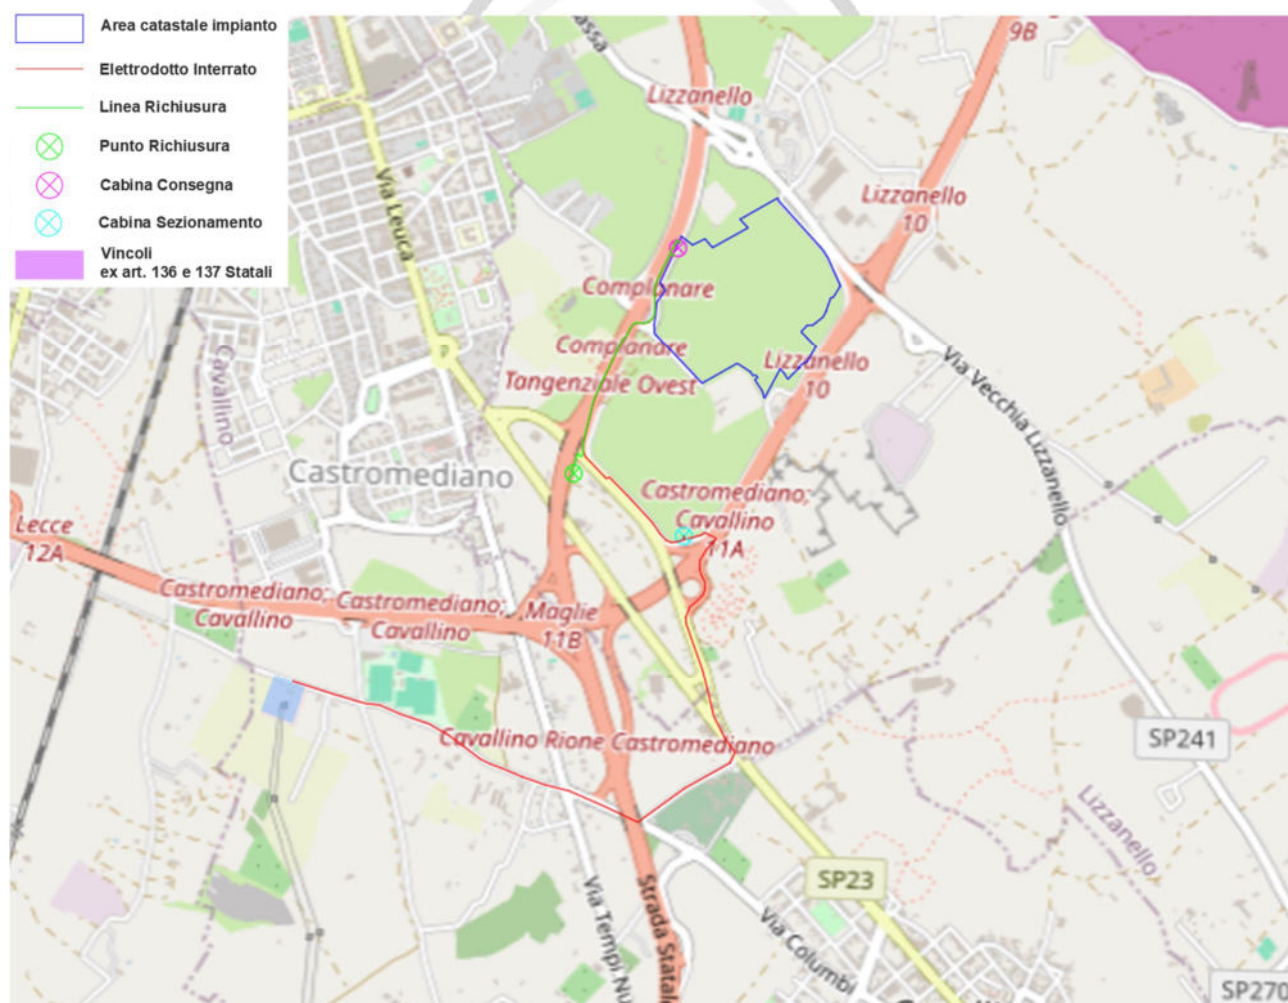 Area catastale impianto
Elettrodotto Interrato
Linea Richiusura
Punto Richiusura
Cabina Consegna
Cabina Sezionamento
Vincoli
ex art. 136 e 137 Statali
9B
Lizzanello
Via Leuca
Lizzanello
10
Complanare
Complanare
Cavallino
Tangenziale Ovest
Lizzanello
10
Via Vecchia Lizzanello
Castromediano
Castromediano;
Cavallino
11A
Lecce
12A
Castromediano;
Cavallino
Castromediano;
Cavallino
Maglie
11B
Cavallino Rione Castromediano
SP241
Lizzanello
SP23
Strada Statal
Via Tempi Nu
Via Columb
SP270